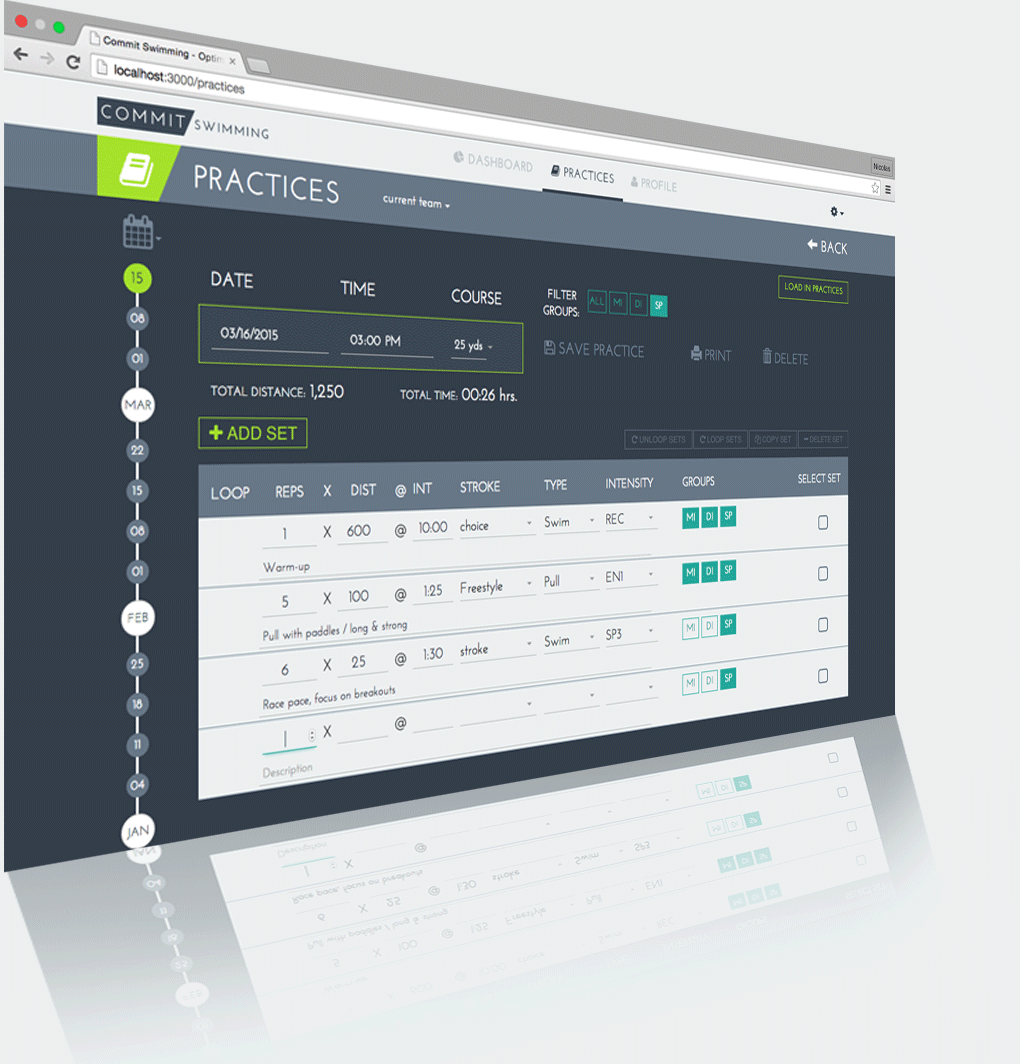 Commit Swimming - Optim
localhost:3000/practices
Nicolas
COMMIT SWIMMING
DASHBOARD PRACTICES PROFILE
PRACTICES current team
BACK
DATE TIME COURSE
FILTER GROUPS: ALL MI DI SP
LOAD IN PRACTICES
03/16/2015 03:00 PM 25 yds
SAVE PRACTICE PRINT DELETE
TOTAL DISTANCE: 1,250 TOTAL TIME: 00:26 hrs.
+ ADD SET
UNLOOP SETS LOOP SETS COPY SET DELETE SET
LOOP REPS X DIST @ INT STROKE TYPE INTENSITY GROUPS SELECT SET
1 X 600 @ 10:00 choice Swim REC MI DI SP
Warm-up
5 X 100 @ 1:25 Freestyle Pull EN1 MI DI SP
Pull with paddles / long & strong
6 X 25 @ 1:30 stroke Swim SP3 MI DI SP
Race pace, focus on breakouts
X @ MI DI SP
Description
15
08
01
MAR
22
15
08
01
FEB
25
18
11
04
JAN